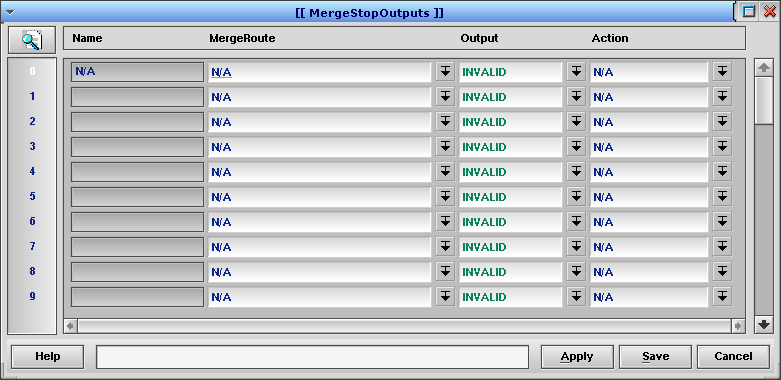 [[ MergeStopOutputs ]]
Name MergeRoute Output Action
0 N/A N/A INVALID N/A
1 N/A INVALID N/A
2 N/A INVALID N/A
3 N/A INVALID N/A
4 N/A INVALID N/A
5 N/A INVALID N/A
6 N/A INVALID N/A
7 N/A INVALID N/A
8 N/A INVALID N/A
9 N/A INVALID N/A
Help Apply Save Cancel